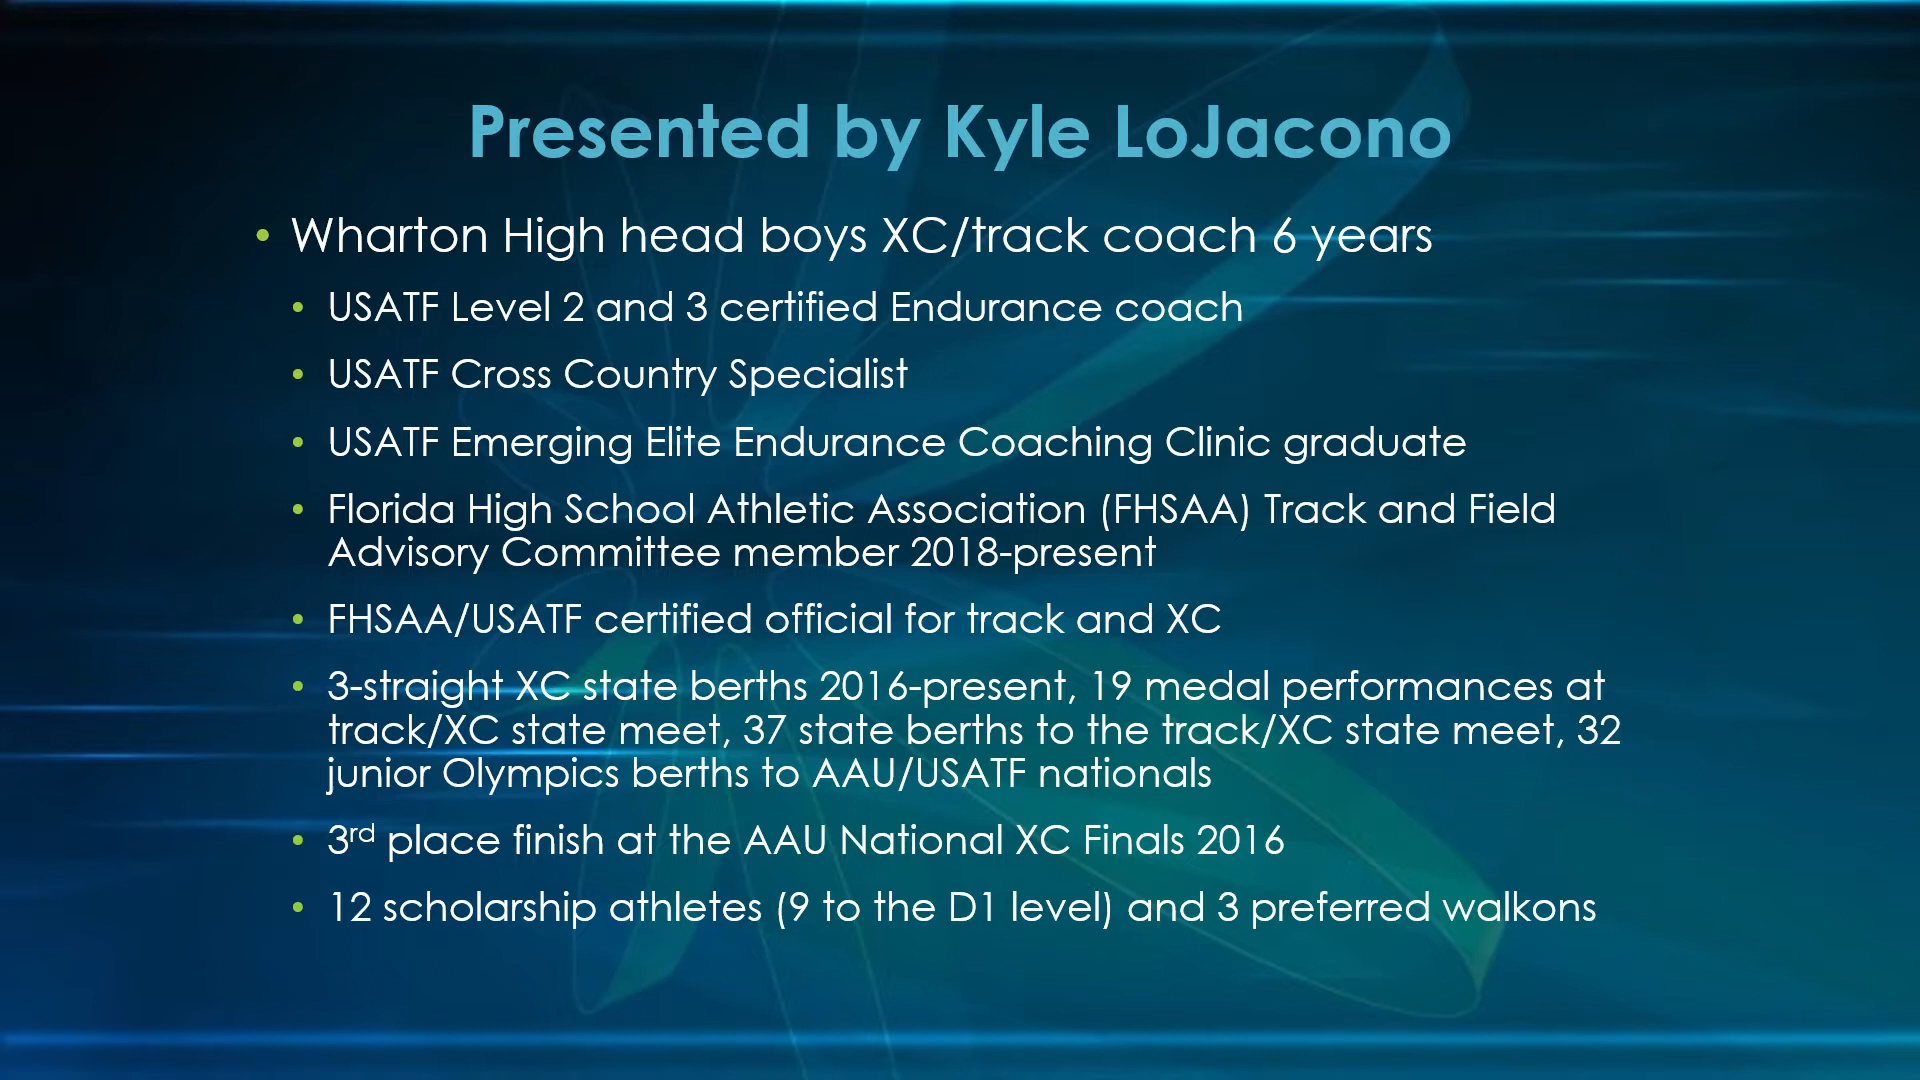 Presented by Kyle LoJacono
• Wharton High head boys XC/track coach 6 years
• USATF Level 2 and 3 certified Endurance coach
• USATF Cross Country Specialist
• USATF Emerging Elite Endurance Coaching Clinic graduate
• Florida High School Athletic Association (FHSAA) Track and Field
Advisory Committee member 2018-present
• FHSAA/USATF certified official for track and XC
• 3-straight XC state berths 2016-present, 19 medal performances at
track/XC state meet, 37 state berths to the track/XC state meet, 32
junior Olympics berths to AAU/USATF nationals
• 3rd place finish at the AAU National XC Finals 2016
• 12 scholarship athletes (9 to the D1 level) and 3 preferred walkons